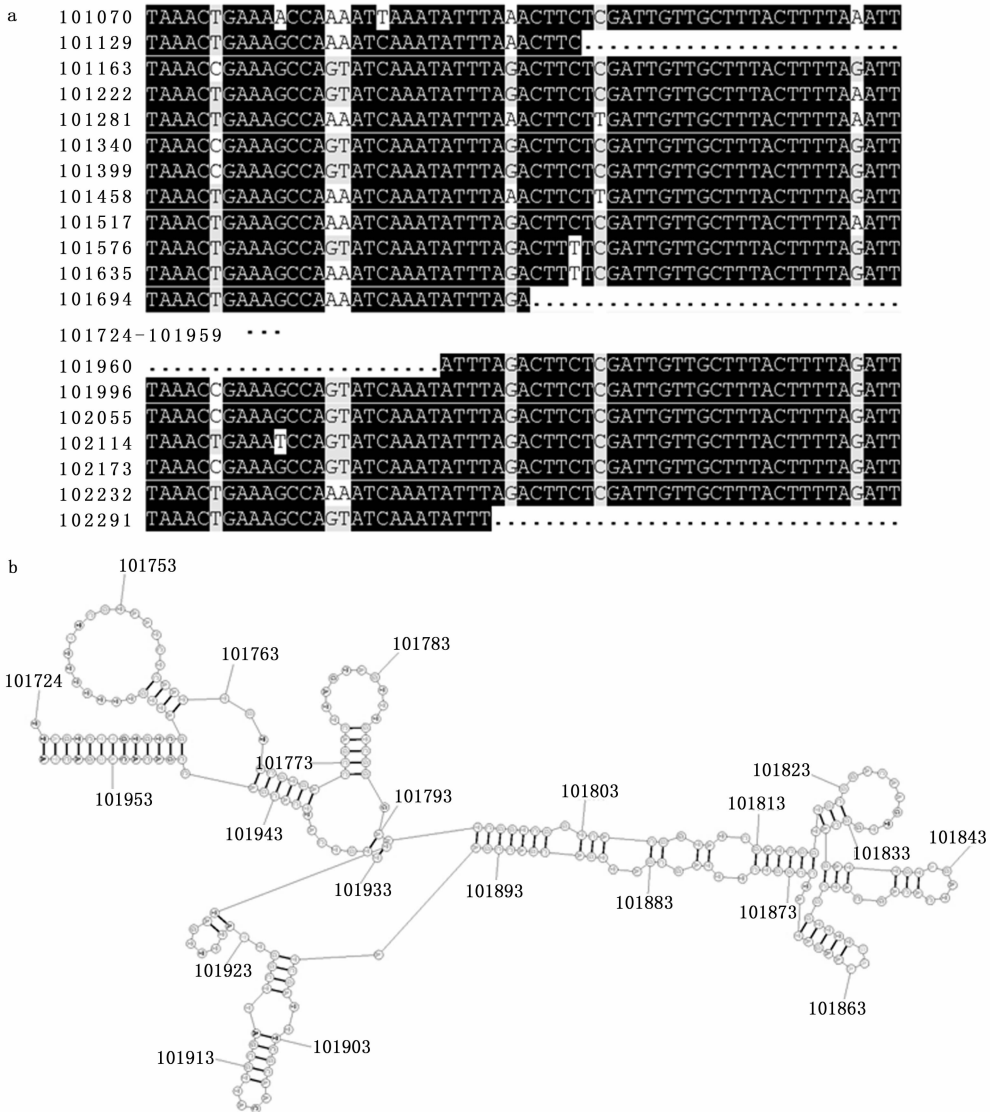 a
101070 TAAACTGAAAACCAAAATTAAATATTTAAACTTCTCGATTGTTGCTTTACTTTTAAATT
101129 TAAACTGAAAGCCAAAATCAAATATTTAAACTTC.........................
101163 TAAACCGAAAGCCAGTATCAAATATTTAGACTTCTCGATTGTTGCTTTACTTTTAGATT
101222 TAAACTGAAAGCCAGTATCAAATATTTAGACTTCTCGATTGTTGCTTTACTTTTAAATT
101281 TAAACTGAAAGCCAAAATCAAATATTTAAACTTCTTGATTGTTGCTTTACTTTTAAATT
101340 TAAACCGAAAGCCAGTATCAAATATTTAGACTTCTCGATTGTTGCTTTACTTTTAGATT
101399 TAAACCGAAAGCCAGTATCAAATATTTAGACTTCTCGATTGTTGCTTTACTTTTAGATT
101458 TAAACTGAAAGCCAAAATCAAATATTTAAACTTCTTGATTGTTGCTTTACTTTTAGATT
101517 TAAACTGAAAGCCAAAATCAAATATTTAGACTTCTCGATTGTTGCTTTACTTTTAAATT
101576 TAAACTGAAAGCCAGTATCAAATATTTAGACTTTTCGATTGTTGCTTTACTTTTAGATT
101635 TAAACTGAAAGCCAAAATCAAATATTTAGACTTTTCGATTGTTGCTTTACTTTTAGATT
101694 TAAACTGAAAGCCAAAATCAAATATTTAGA.............................
101724-101959 ...
101960 .......................ATTTAGACTTCTCGATTGTTGCTTTACTTTTAGATT
101996 TAAACCGAAAGCCAGTATCAAATATTTAGACTTCTCGATTGTTGCTTTACTTTTAGATT
102055 TAAACCGAAAGCCAGTATCAAATATTTAGACTTCTCGATTGTTGCTTTACTTTTAGATT
102114 TAAACTGAAATCCAGTATCAAATATTTAGACTTCTCGATTGTTGCTTTACTTTTAGATT
102173 TAAACCGAAAGCCAGTATCAAATATTTAGACTTCTCGATTGTTGCTTTACTTTTAGATT
102232 TAAACTGAAAGCCAAAATCAAATATTTAGACTTCTCGATTGTTGCTTTACTTTTAGATT
102291 TAAACTGAAAGCCAGTATCAAATATTT................................
b
101753
101783
101763
101724
101773
101823
101803
101793
101813
101953
101843
101943
101833
101933
101893
101883
101873
101923
101863
101903
101913